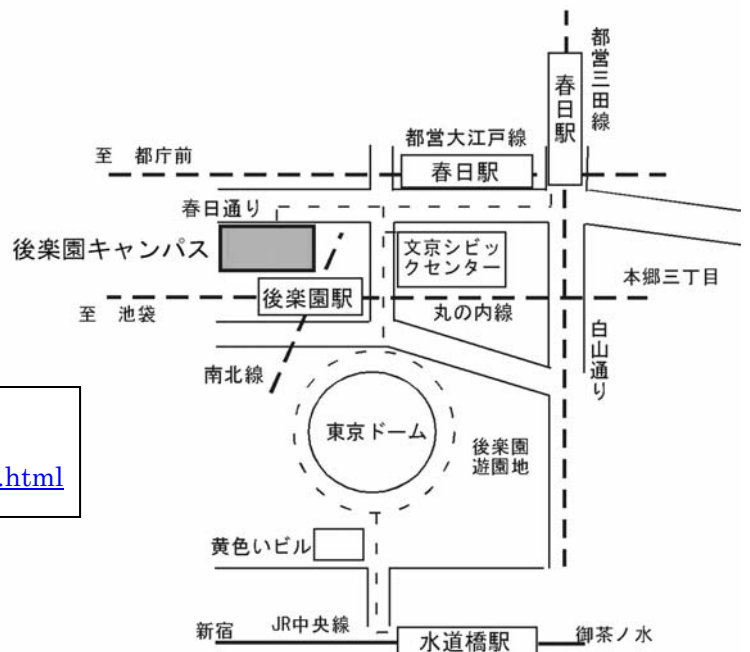 都営三田線
春日駅
都営大江戸線
至　都庁前
春日駅
春日通り
後楽園キャンパス
文京シビッ
クセンター
本郷三丁目
後楽園駅
至　池袋
丸の内線
白山通り
南北線
東京ドーム
後楽園
遊園地
.html
黄色いビル
新宿
JR中央線
水道橋駅
御茶ノ水